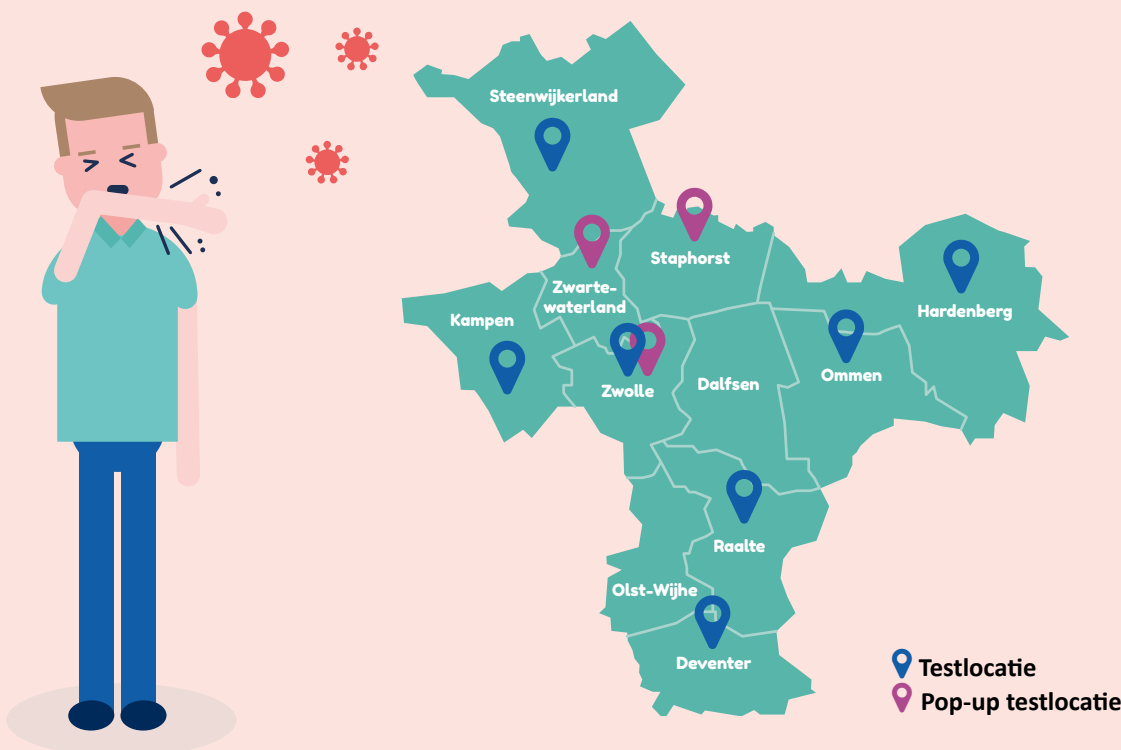 Steenwijkerland
Staphorst
Zwarte-
waterland
Kampen
Hardenberg
Ommen
Dalfsen
Zwolle
Raalte
Olst-Wijhe
Deventer
Testlocatie
Pop-up testlocatie